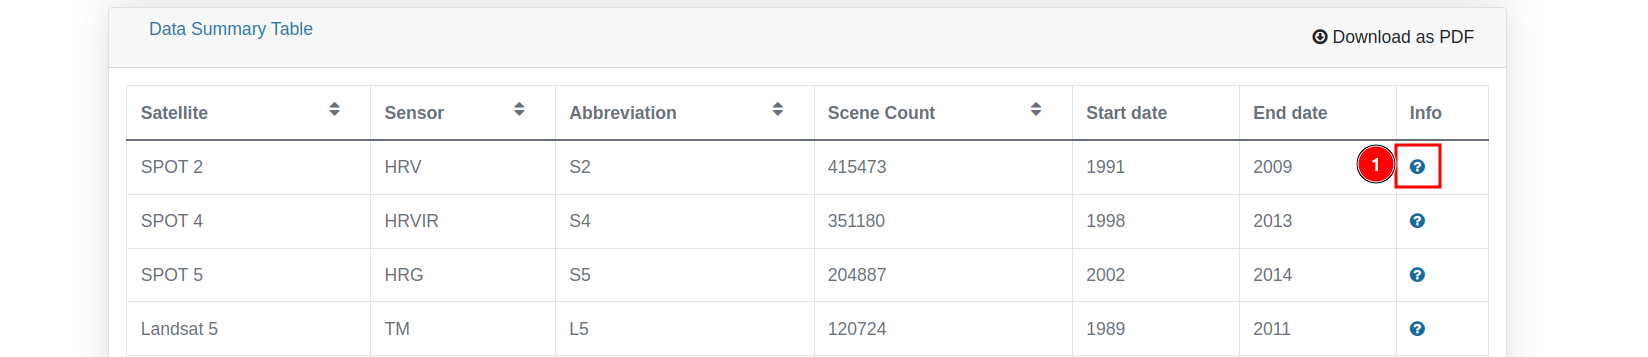 Data Summary Table
Download as PDF
Satellite Sensor Abbreviation Scene Count Start date End date Info
SPOT 2 HRV S2 415473 1991 2009 1 ?
SPOT 4 HRVIR S4 351180 1998 2013 ?
SPOT 5 HRG S5 204887 2002 2014 ?
Landsat 5 TM L5 120724 1989 2011 ?